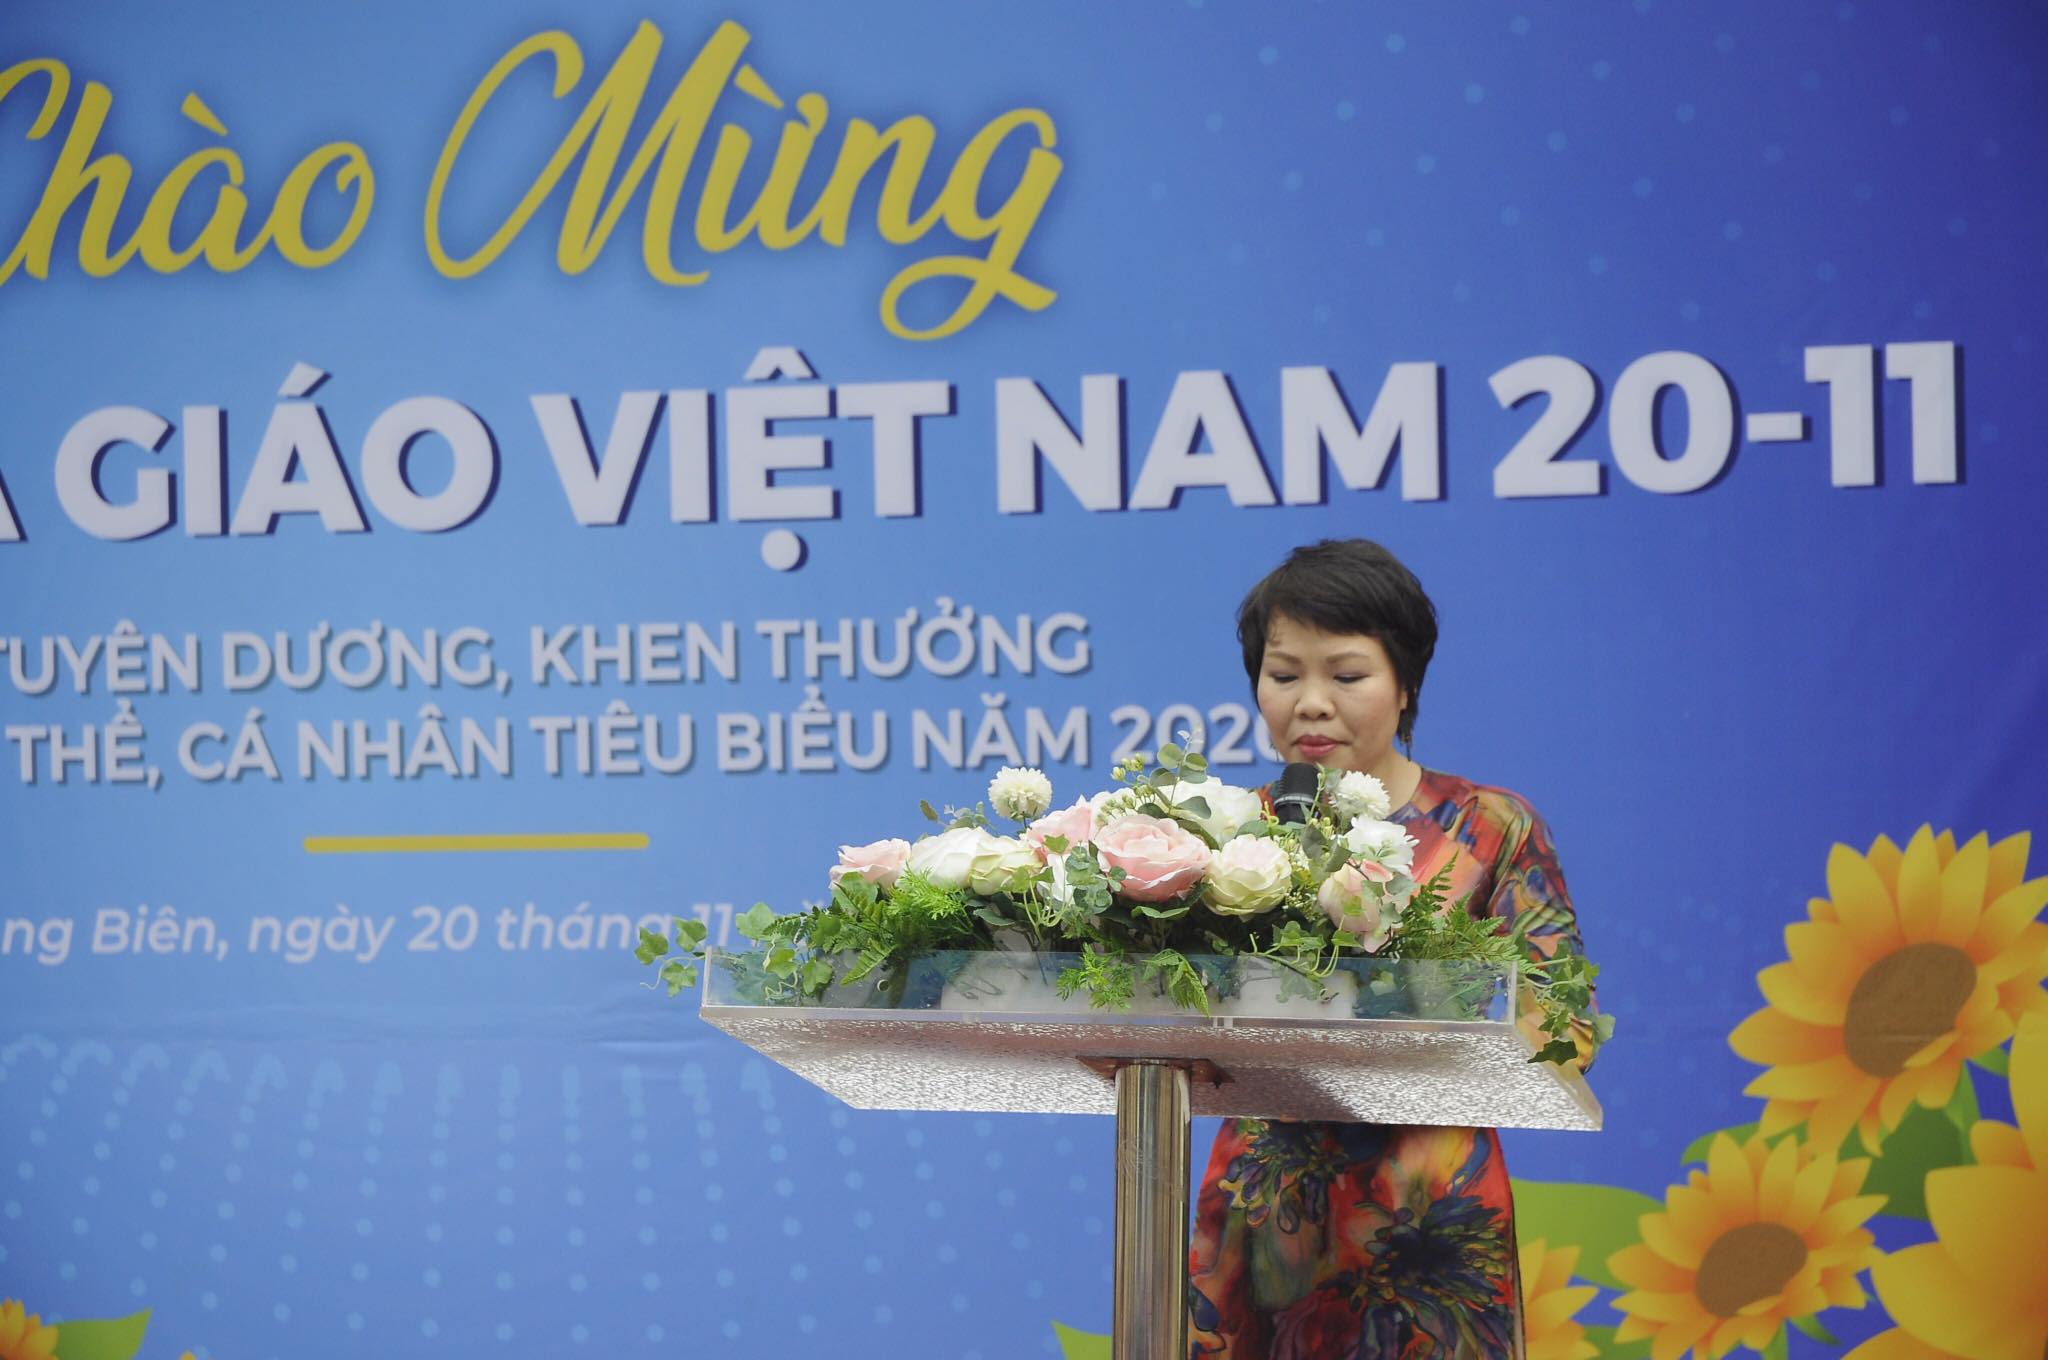 Chào Mừng
GIÁO VIỆT NAM 20-11
TUYÊN DƯƠNG, KHEN THƯỞNG
THỂ, CÁ NHÂN TIÊU BIỂU NĂM 2020
ng Biên, ngày 20 tháng 11